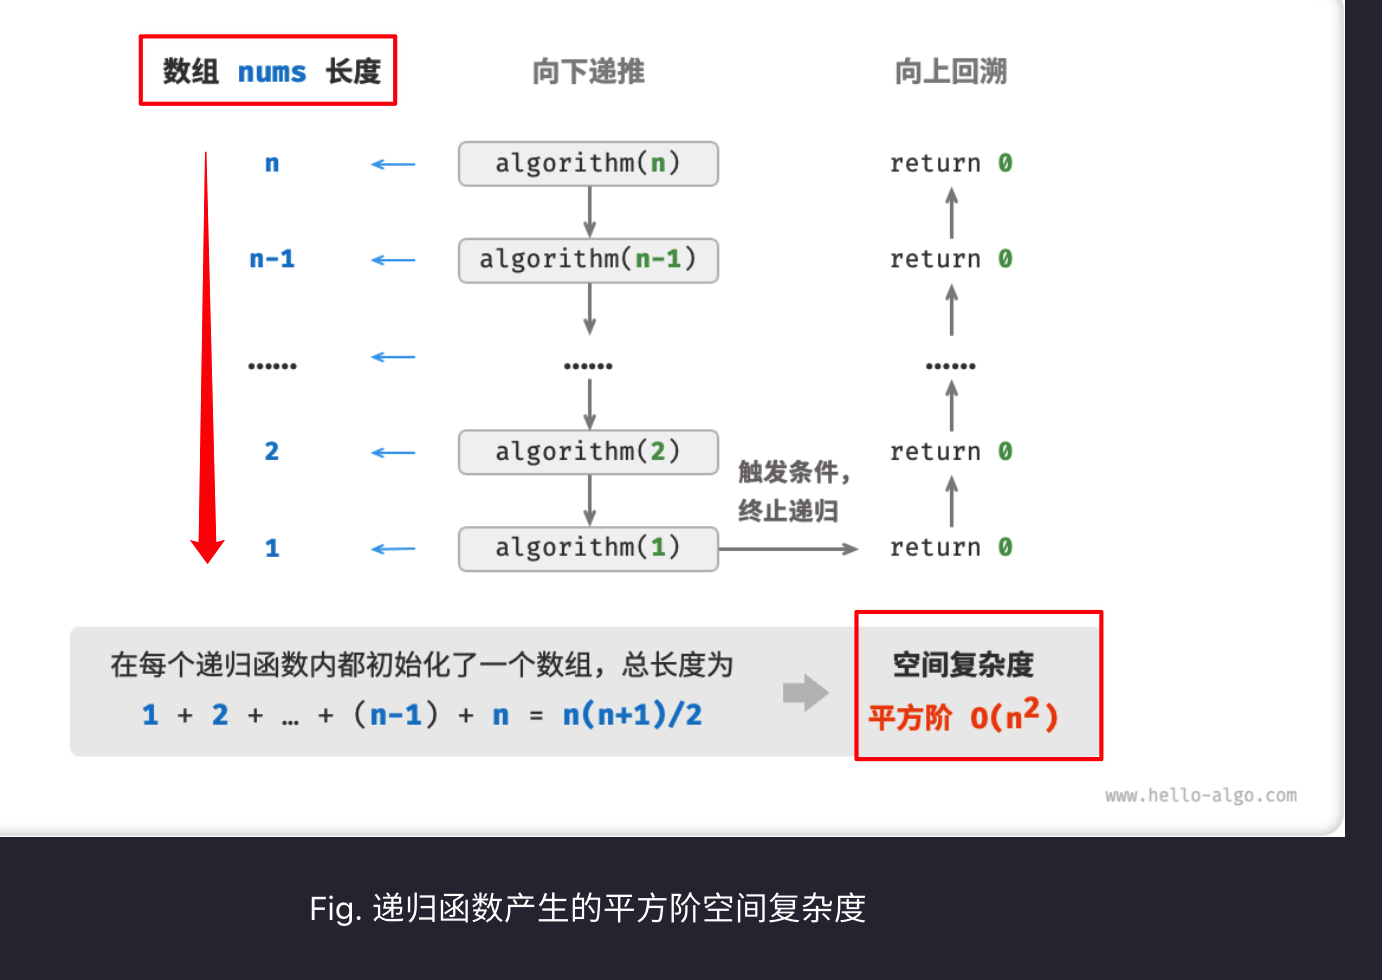 数组 nums 长度 向下递推 向上回溯
n algorithm(n) return 0
n-1 algorithm(n-1) return 0
…… …… ……
2 algorithm(2) return 0
触发条件，
终止递归
1 algorithm(1) return 0
在每个递归函数内都初始化了一个数组，总长度为
1 + 2 + … + (n-1) + n = n(n+1)/2
空间复杂度
平方阶 O(n²)
www.hello-algo.com
Fig. 递归函数产生的平方阶空间复杂度